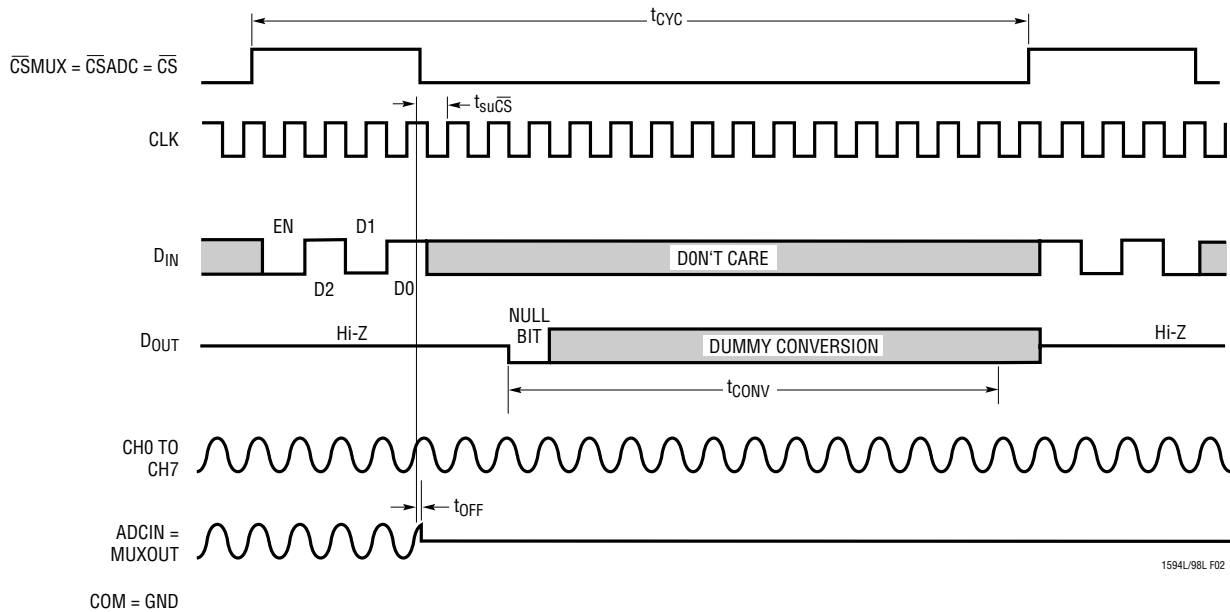 tCYC
C̅S̅MUX = C̅S̅ADC = C̅S̅
tsuC̅S̅
CLK
EN
D1
DIN
D0N'T CARE
D2
D0
NULL
BIT
Hi-Z
Hi-Z
DOUT
DUMMY CONVERSION
tCONV
CH0 TO
CH7
tOFF
ADCIN =
MUXOUT
1594L/98L F02
COM = GND